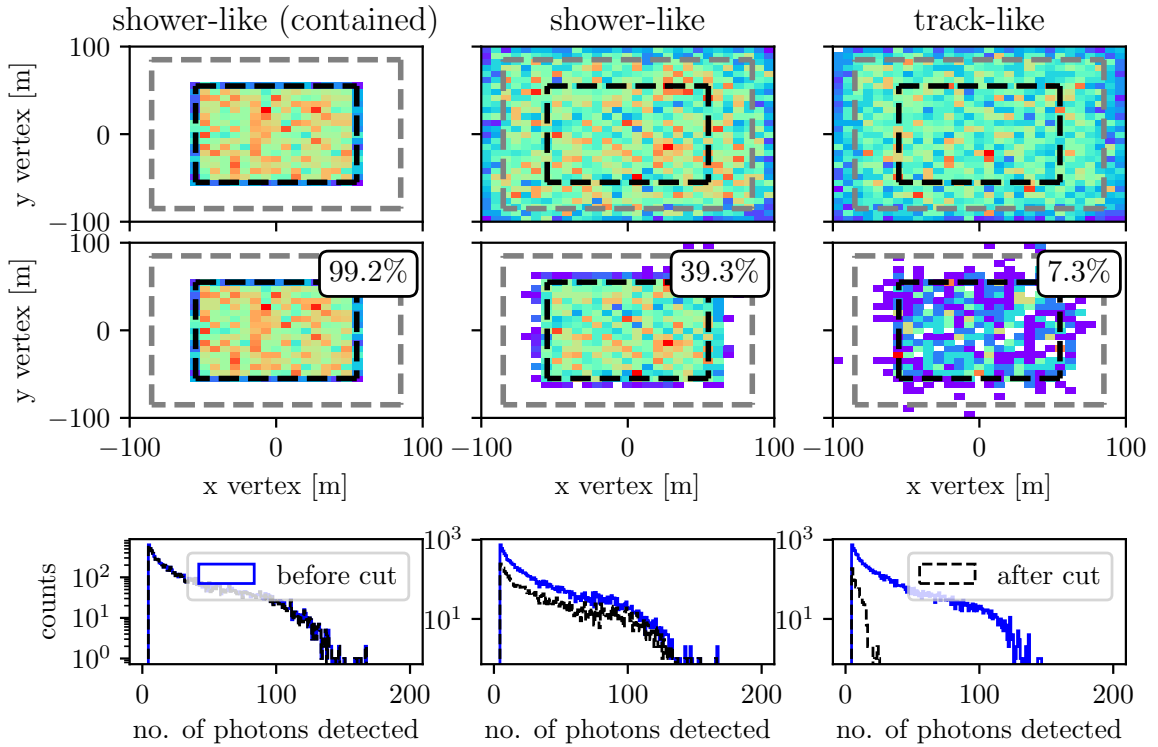 shower-like (contained) shower-like track-like
100
0
−100
y vertex [m]
100
0
−100
y vertex [m]
99.2% 39.3% 7.3%
−100 0 100 −100 0 100 −100 0 100
x vertex [m] x vertex [m] x vertex [m]
10² 10¹ 10⁰
counts
10³ 10¹
10³ 10¹
before cut after cut
0 100 200 0 100 200 0 100 200
no. of photons detected no. of photons detected no. of photons detected